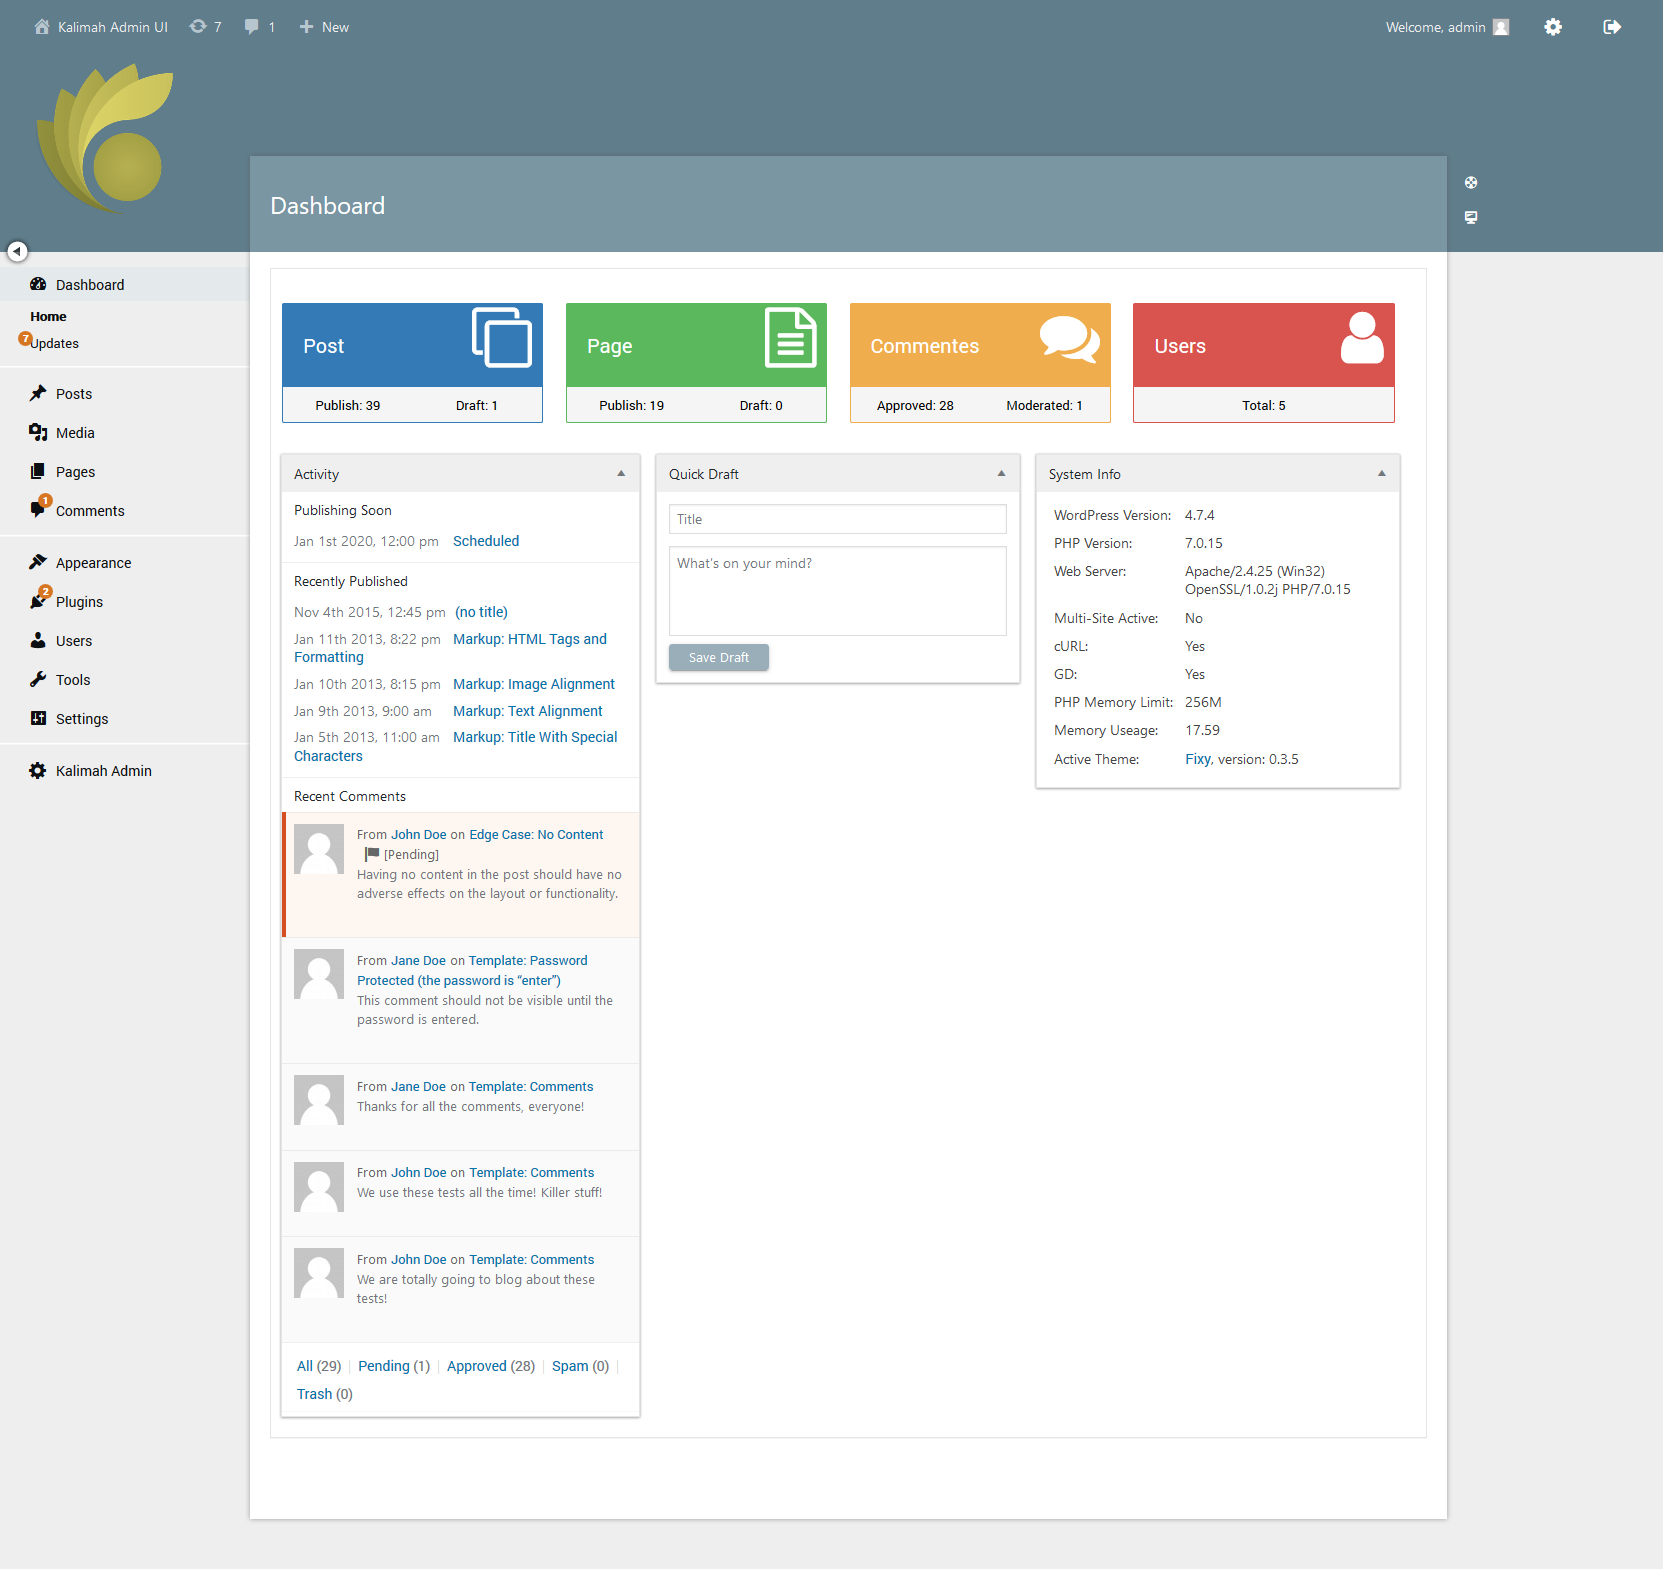 Kalimah Admin UI 7 1 New Welcome, admin
Dashboard
Dashboard
Home
7
Updates
Posts
Media
Pages
1
Comments
Appearance
2
Plugins
Users
Tools
Settings
Kalimah Admin
Post
Publish: 39 Draft: 1
Page
Publish: 19 Draft: 0
Commentes
Approved: 28 Moderated: 1
Users
Total: 5
Activity
Publishing Soon
Jan 1st 2020, 12:00 pm Scheduled
Recently Published
Nov 4th 2015, 12:45 pm (no title)
Jan 11th 2013, 8:22 pm Markup: HTML Tags and
Formatting
Jan 10th 2013, 8:15 pm Markup: Image Alignment
Jan 9th 2013, 9:00 am Markup: Text Alignment
Jan 5th 2013, 11:00 am Markup: Title With Special
Characters
Recent Comments
From John Doe on Edge Case: No Content
[Pending]
Having no content in the post should have no
adverse effects on the layout or functionality.
From Jane Doe on Template: Password
Protected (the password is “enter”)
This comment should not be visible until the
password is entered.
From Jane Doe on Template: Comments
Thanks for all the comments, everyone!
From John Doe on Template: Comments
We use these tests all the time! Killer stuff!
From John Doe on Template: Comments
We are totally going to blog about these
tests!
All (29) | Pending (1) | Approved (28) | Spam (0) |
Trash (0)
Quick Draft
Title
What's on your mind?
Save Draft
System Info
WordPress Version: 4.7.4
PHP Version: 7.0.15
Web Server: Apache/2.4.25 (Win32)
OpenSSL/1.0.2j PHP/7.0.15
Multi-Site Active: No
cURL: Yes
GD: Yes
PHP Memory Limit: 256M
Memory Useage: 17.59
Active Theme: Fixy, version: 0.3.5